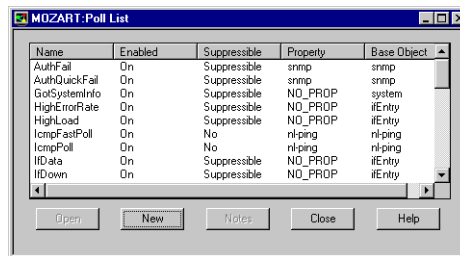 MOZART:Poll List
Name Enabled Suppressible Property Base Object
AuthFail On Suppressible snmp snmp
AuthQuickFail On Suppressible snmp snmp
GotSystemInfo On Suppressible NO_PROP system
HighErrorRate On Suppressible NO_PROP ifEntry
HighLoad On Suppressible NO_PROP ifEntry
IcmpFastPoll On No nl-ping nl-ping
IcmpPoll On No nl-ping nl-ping
IfData On Suppressible NO_PROP ifEntry
IfDown On Suppressible NO_PROP ifEntry
Open New Notes Close Help